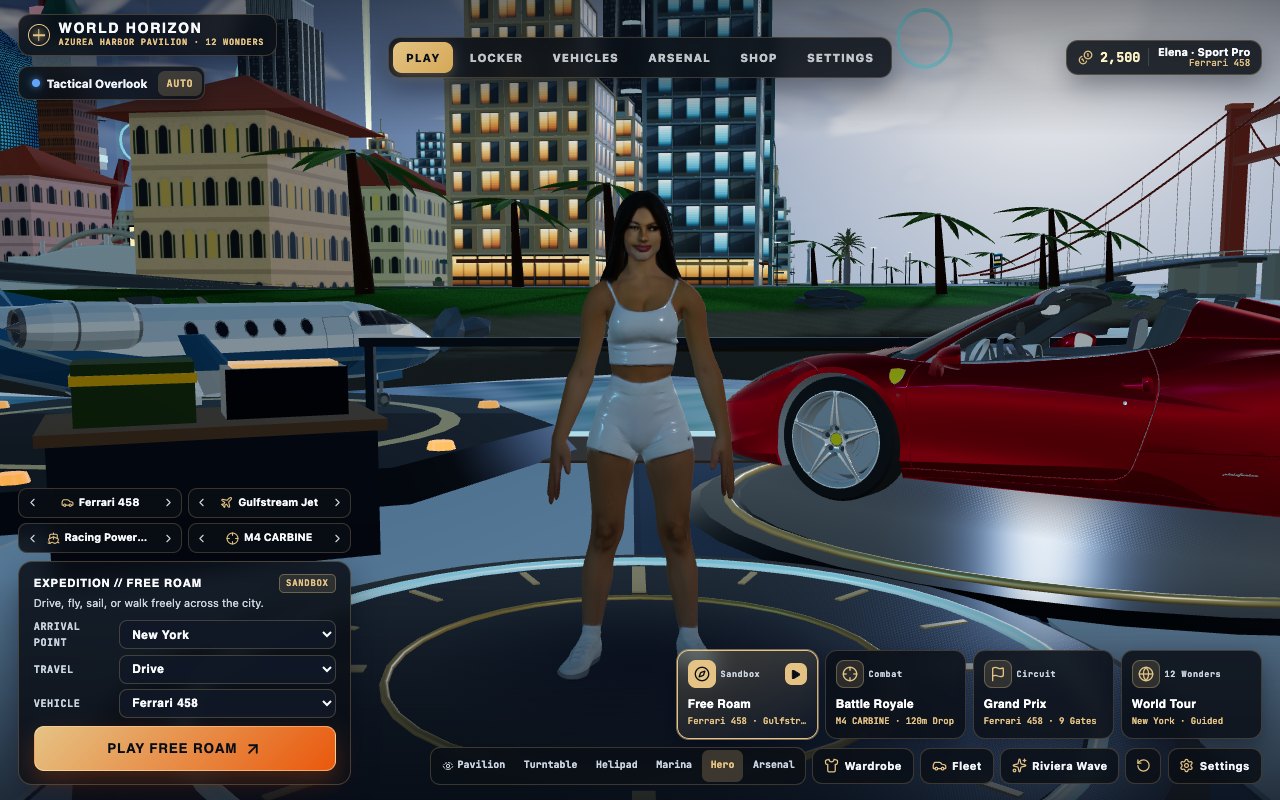 WORLD HORIZON
AZUREA HARBOR PAVILION · 12 WONDERS
Tactical Overlook AUTO
PLAY LOCKER VEHICLES ARSENAL SHOP SETTINGS
2,500
Elena · Sport Pro
Ferrari 458
Ferrari 458
Gulfstream Jet
Racing Power...
M4 CARBINE
EXPEDITION // FREE ROAM SANDBOX
Drive, fly, sail, or walk freely across the city.
ARRIVAL POINT New York
TRAVEL Drive
VEHICLE Ferrari 458
PLAY FREE ROAM
Sandbox
Free Roam
Ferrari 458 · Gulfstr…
Combat
Battle Royale
M4 CARBINE · 120m Drop
Circuit
Grand Prix
Ferrari 458 · 9 Gates
12 Wonders
World Tour
New York · Guided
Pavilion Turntable Helipad Marina Hero Arsenal
Wardrobe Fleet Riviera Wave Settings